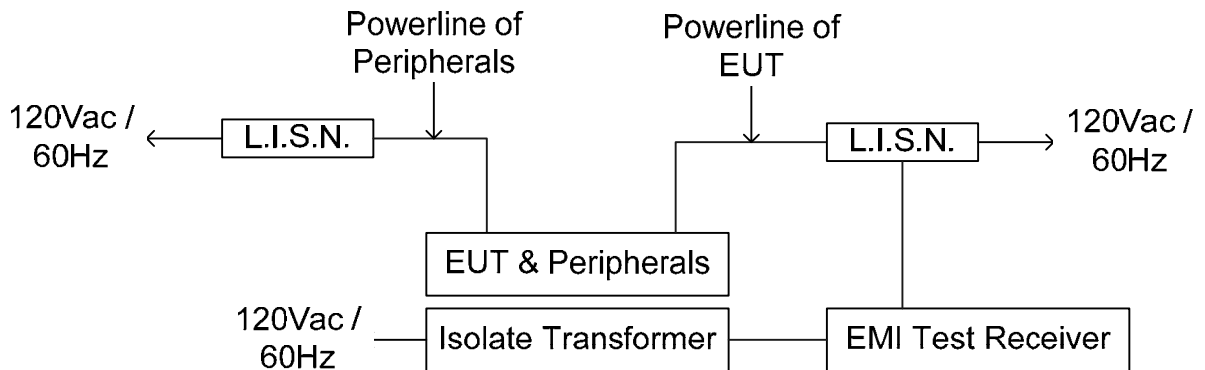 Powerline of
Peripherals
Powerline of
EUT
120Vac /
60Hz
L.I.S.N.
L.I.S.N.
120Vac /
60Hz
EUT & Peripherals
120Vac /
60Hz
Isolate Transformer
EMI Test Receiver